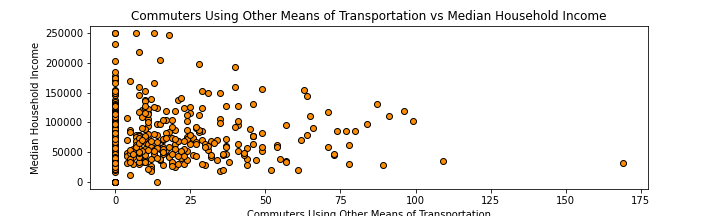 Commuters Using Other Means of Transportation vs Median Household Income
250000
200000
150000
100000
50000
0
Median Household Income
0 25 50 75 100 125 150 175
Commuters Using Other Means of Transportation